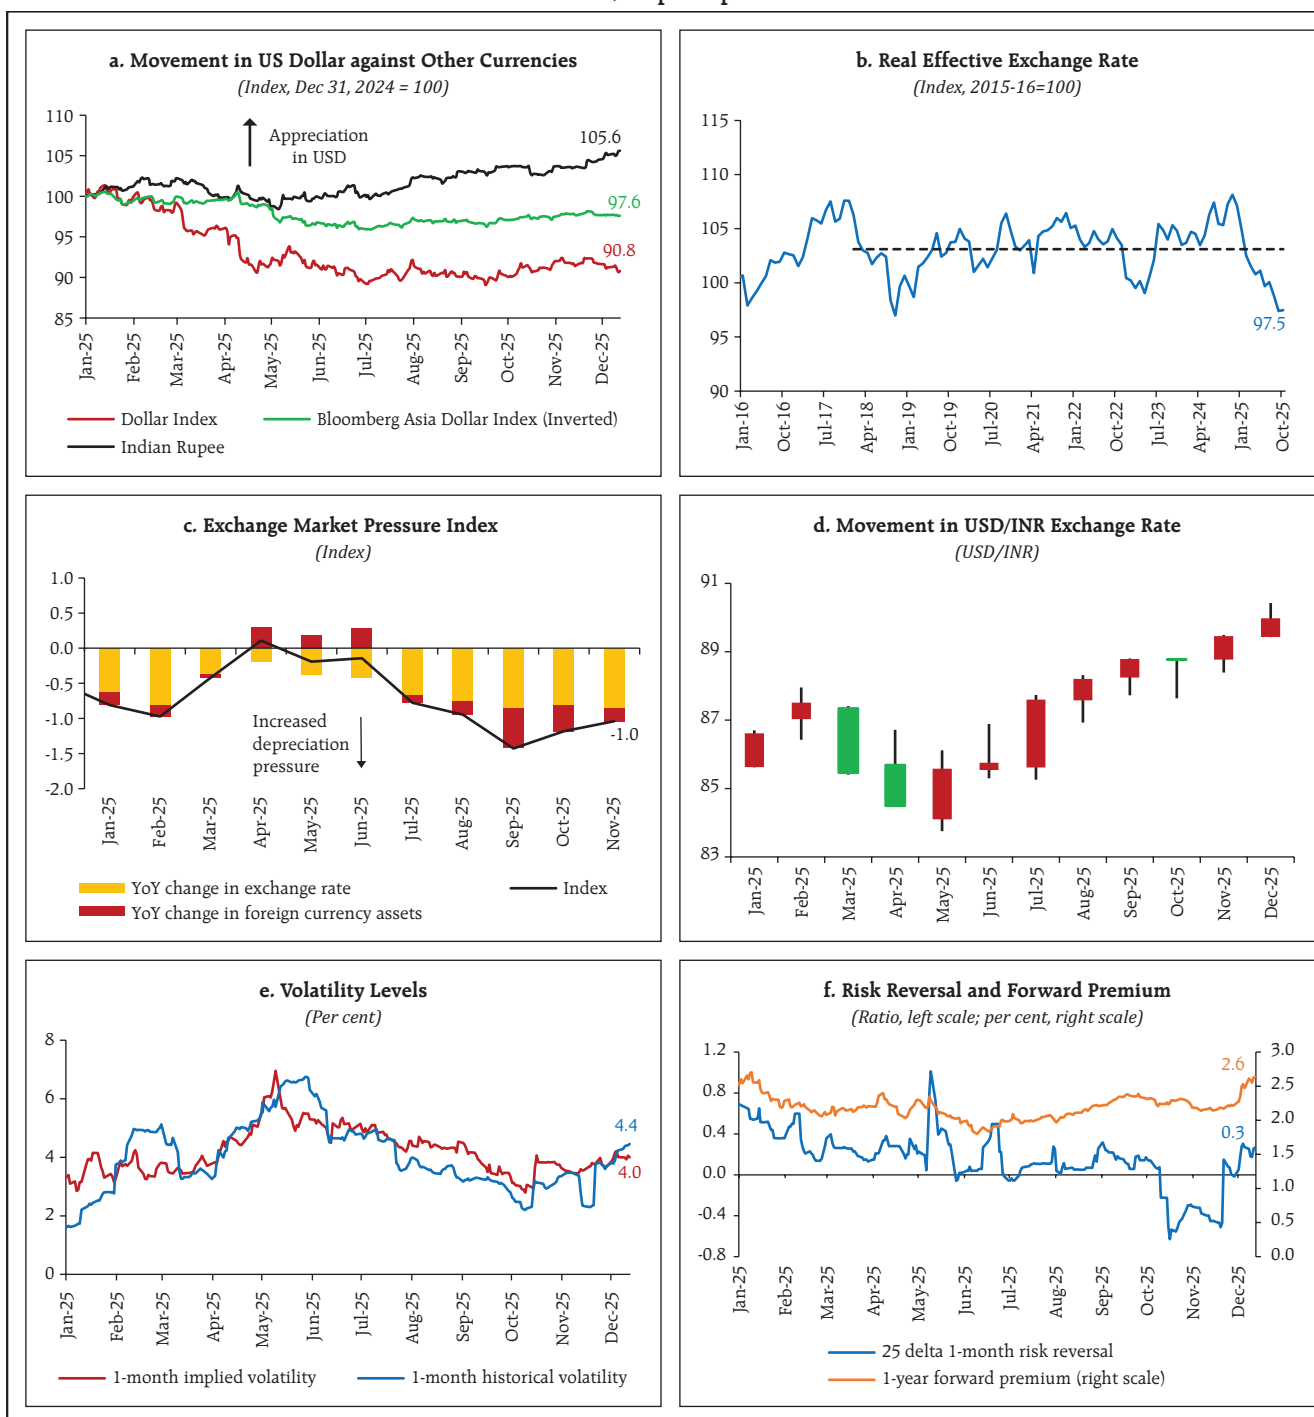 a. Movement in US Dollar against Other Currencies
(Index, Dec 31, 2024 = 100)
110
105
100
95
90
85
Appreciation
in USD
105.6
97.6
90.8
Jan-25
Feb-25
Mar-25
Apr-25
May-25
Jun-25
Jul-25
Aug-25
Sep-25
Oct-25
Nov-25
Dec-25
Dollar Index
Bloomberg Asia Dollar Index (Inverted)
Indian Rupee
b. Real Effective Exchange Rate
(Index, 2015-16=100)
115
110
105
100
95
90
97.5
Jan-16
Oct-16
Jul-17
Apr-18
Jan-19
Oct-19
Jul-20
Apr-21
Jan-22
Oct-22
Jul-23
Apr-24
Jan-25
Oct-25
c. Exchange Market Pressure Index
(Index)
1.0
0.5
0.0
-0.5
-1.0
-1.5
-2.0
Increased
depreciation
pressure
-1.0
Jan-25
Feb-25
Mar-25
Apr-25
May-25
Jun-25
Jul-25
Aug-25
Sep-25
Oct-25
Nov-25
YoY change in exchange rate
Index
YoY change in foreign currency assets
d. Movement in USD/INR Exchange Rate
(USD/INR)
91
89
87
85
83
Jan-25
Feb-25
Mar-25
Apr-25
May-25
Jun-25
Jul-25
Aug-25
Sep-25
Oct-25
Nov-25
Dec-25
e. Volatility Levels
(Per cent)
8
6
4
2
0
4.4
4.0
Jan-25
Feb-25
Mar-25
Apr-25
May-25
Jun-25
Jul-25
Aug-25
Sep-25
Oct-25
Nov-25
Dec-25
1-month implied volatility
1-month historical volatility
f. Risk Reversal and Forward Premium
(Ratio, left scale; per cent, right scale)
1.2
0.8
0.4
0.0
-0.4
-0.8
2.6
0.3
3.0
2.5
2.0
1.5
1.0
0.5
0.0
Jan-25
Feb-25
Mar-25
Apr-25
May-25
Jun-25
Jul-25
Aug-25
Sep-25
Oct-25
Nov-25
Dec-25
25 delta 1-month risk reversal
1-year forward premium (right scale)